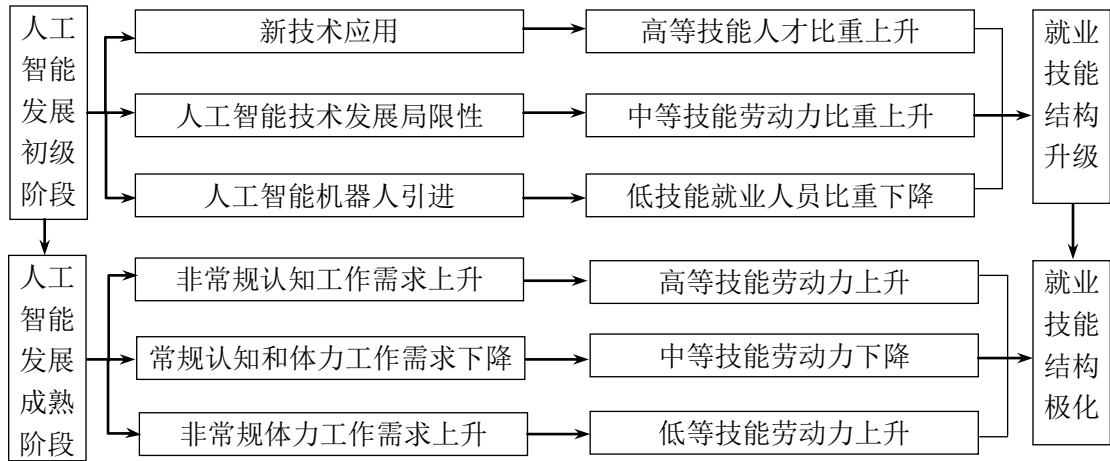 人工
智能
发展
初级
阶段
新技术应用
高等技能人才比重上升
人工智能技术发展局限性
中等技能劳动力比重上升
人工智能机器人引进
低技能就业人员比重下降
就业
技能
结构
升级
人工
智能
发展
成熟
阶段
非常规认知工作需求上升
高等技能劳动力上升
常规认知和体力工作需求下降
中等技能劳动力下降
非常规体力工作需求上升
低等技能劳动力上升
就业
技能
结构
极化